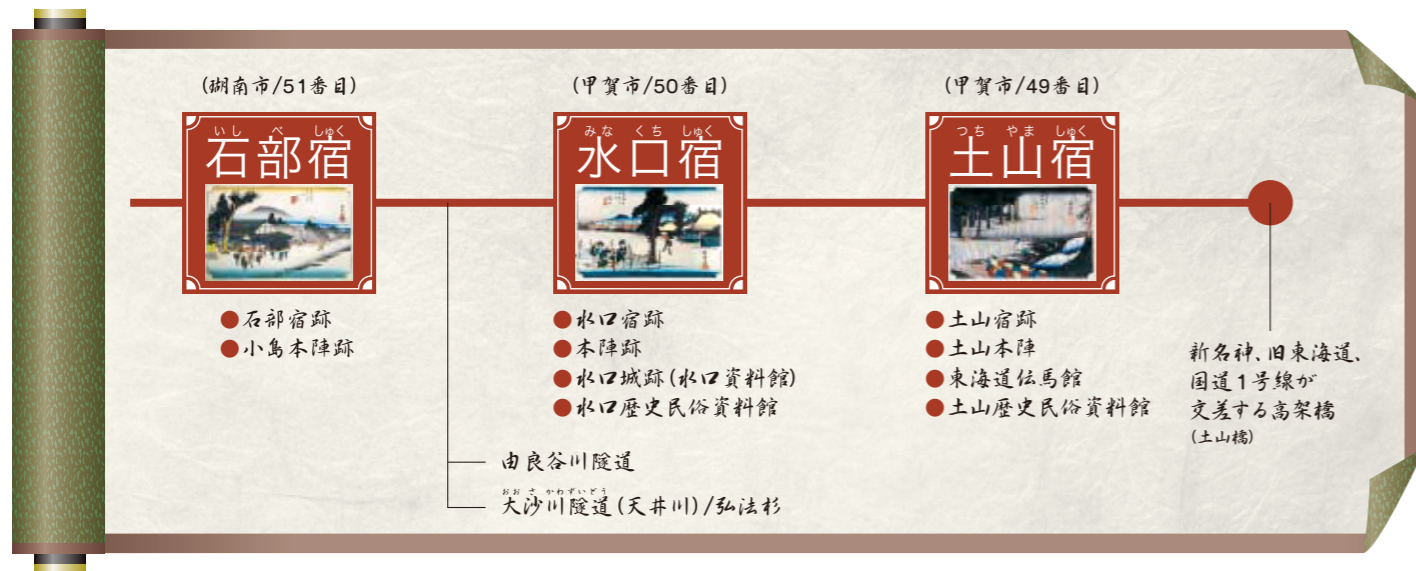 (湖南市/51番目)
いし べ しゅく
石部宿
●石部宿跡
●小島本陣跡
(甲賀市/50番目)
みな くち しゅく
水口宿
●水口宿跡
●本陣跡
●水口城跡(水口資料館)
●水口歴史民俗資料館
(甲賀市/49番目)
つち やま しゅく
土山宿
●土山宿跡
●土山本陣
●東海道伝馬館
●土山歴史民俗資料館
新名神、旧東海道、
国道1号線が
交差する高架橋
(土山橋)
由良谷川隧道
おお さ かわずいどう
大沙川隧道(天井川)/弘法杉